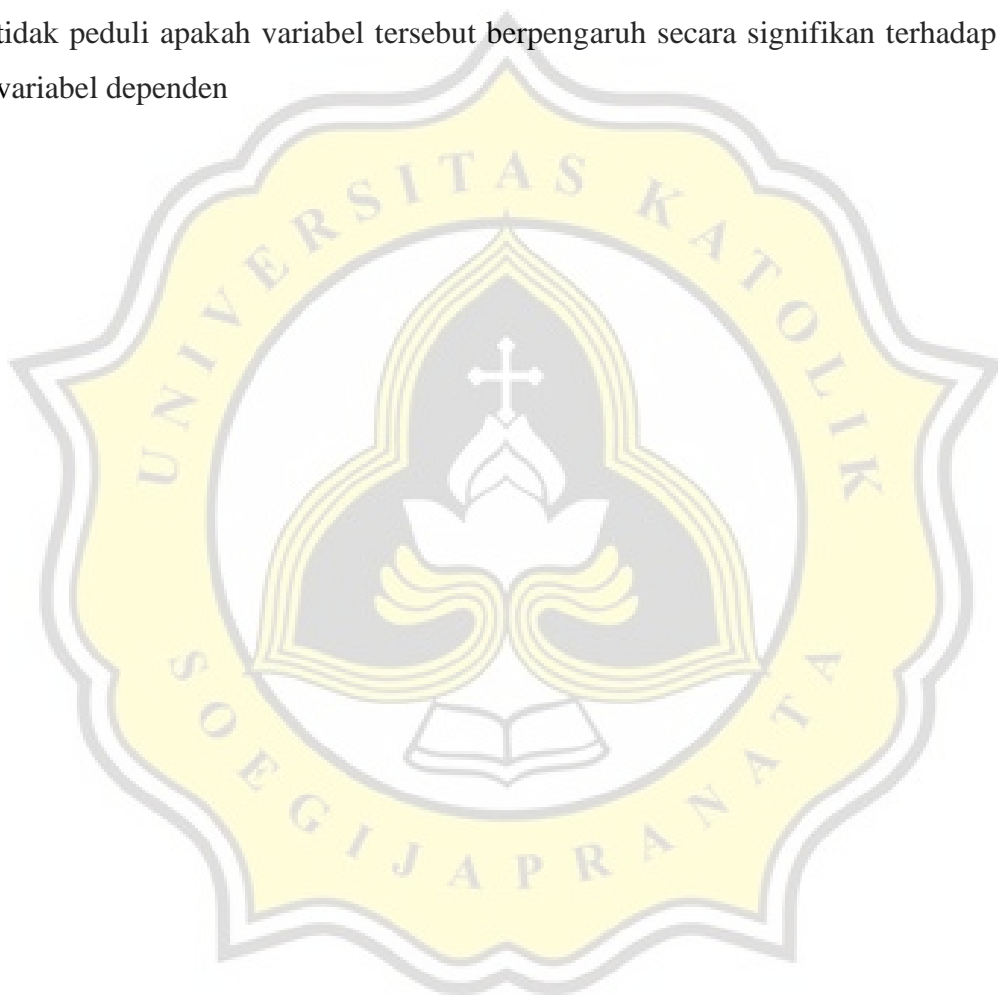 tidak peduli apakah variabel tersebut berpengaruh secara signifikan terhadap
variabel dependen
UNIVERSITAS KATOLIK
SOEGIJAPRANATA